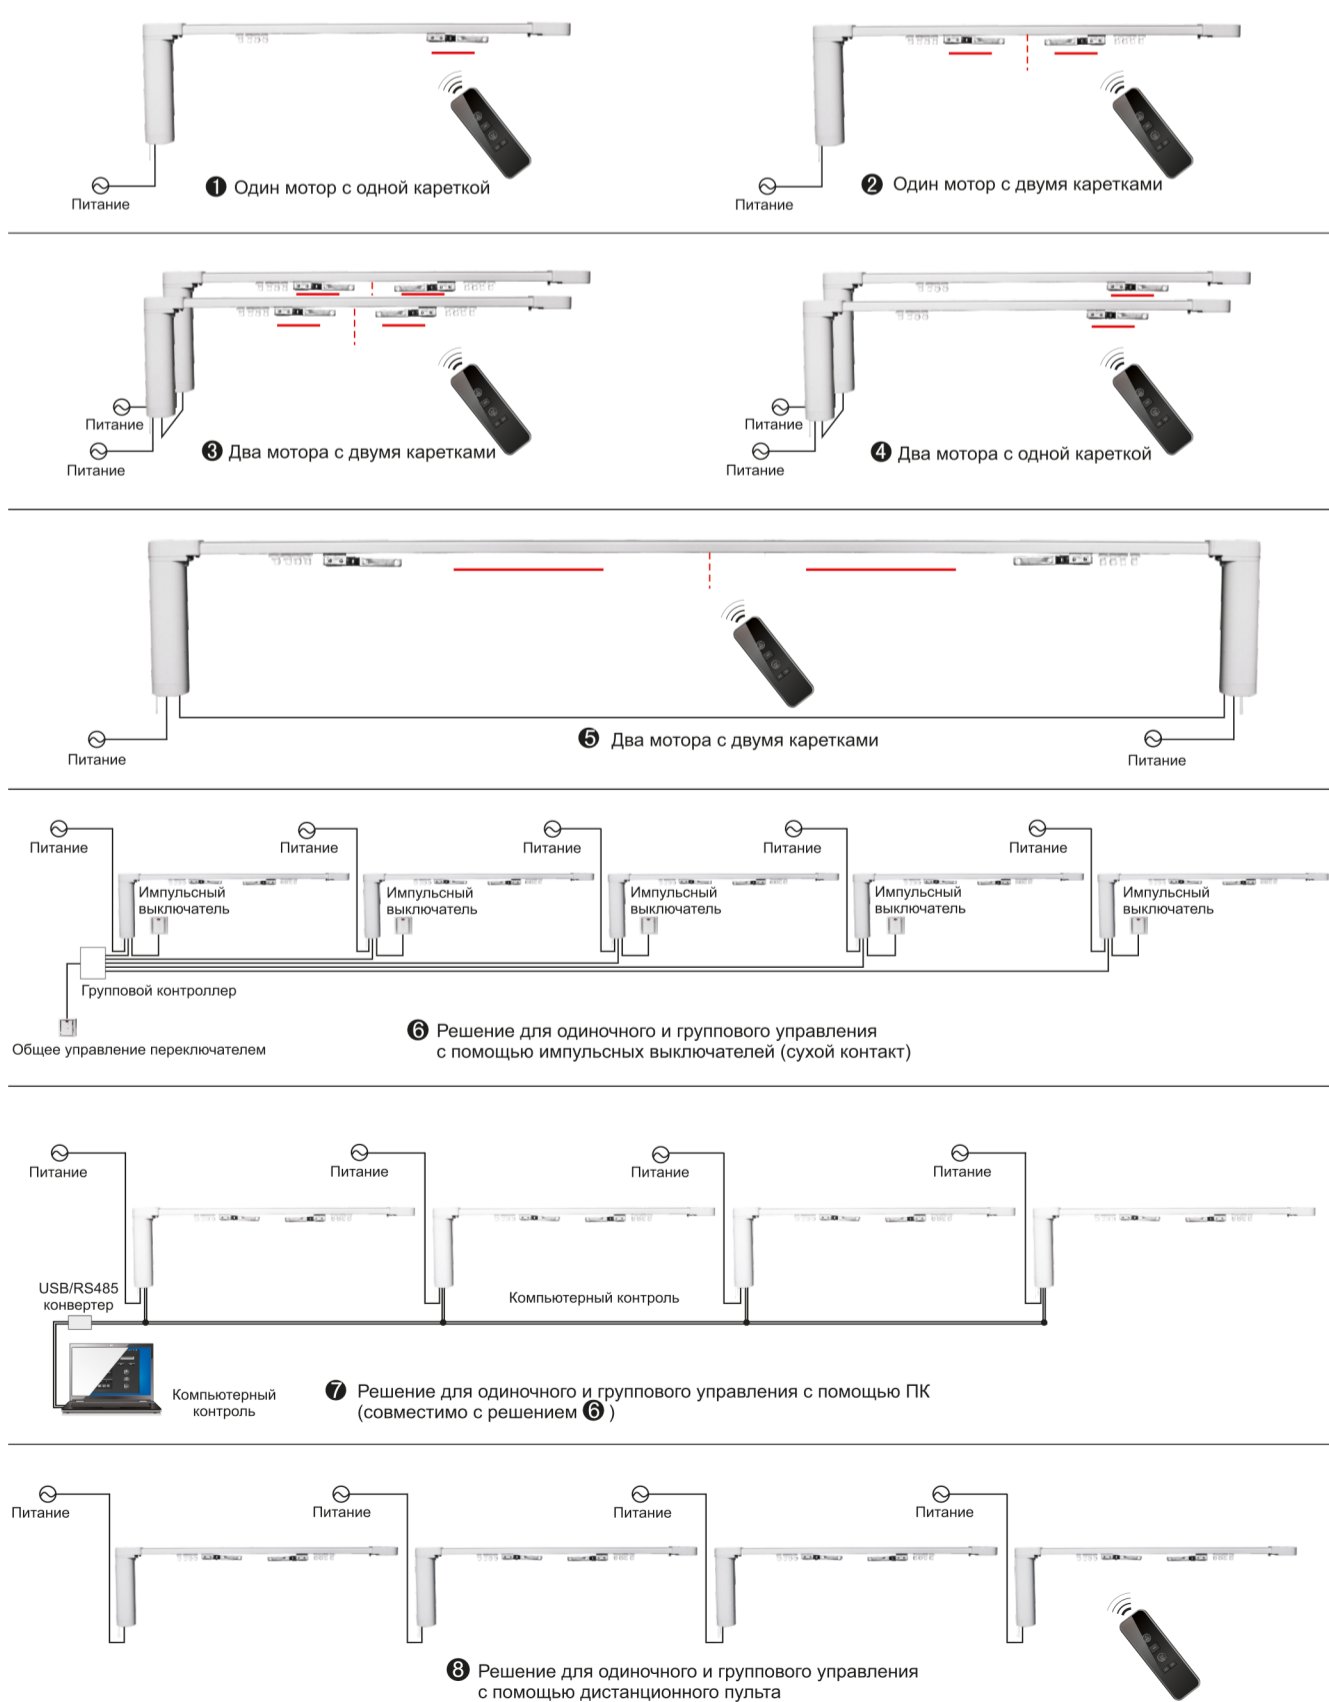 Питание
❶ Один мотор с одной кареткой
Питание
❷ Один мотор с двумя каретками
Питание
Питание
❸ Два мотора с двумя каретками
Питание
Питание
❹ Два мотора с одной кареткой
Питание
❺ Два мотора с двумя каретками
Питание
Питание
Питание
Питание
Питание
Питание
Импульсный
выключатель
Импульсный
выключатель
Импульсный
выключатель
Импульсный
выключатель
Импульсный
выключатель
Групповой контроллер
Общее управление переключателем
❻ Решение для одиночного и группового управления
с помощью импульсных выключателей (сухой контакт)
Питание
Питание
Питание
Питание
USB/RS485
конвертер
Компьютерный контроль
Компьютерный
контроль
❼ Решение для одиночного и группового управления с помощью ПК
(совместимо с решением ❻ )
Питание
Питание
Питание
Питание
❽ Решение для одиночного и группового управления
с помощью дистанционного пульта